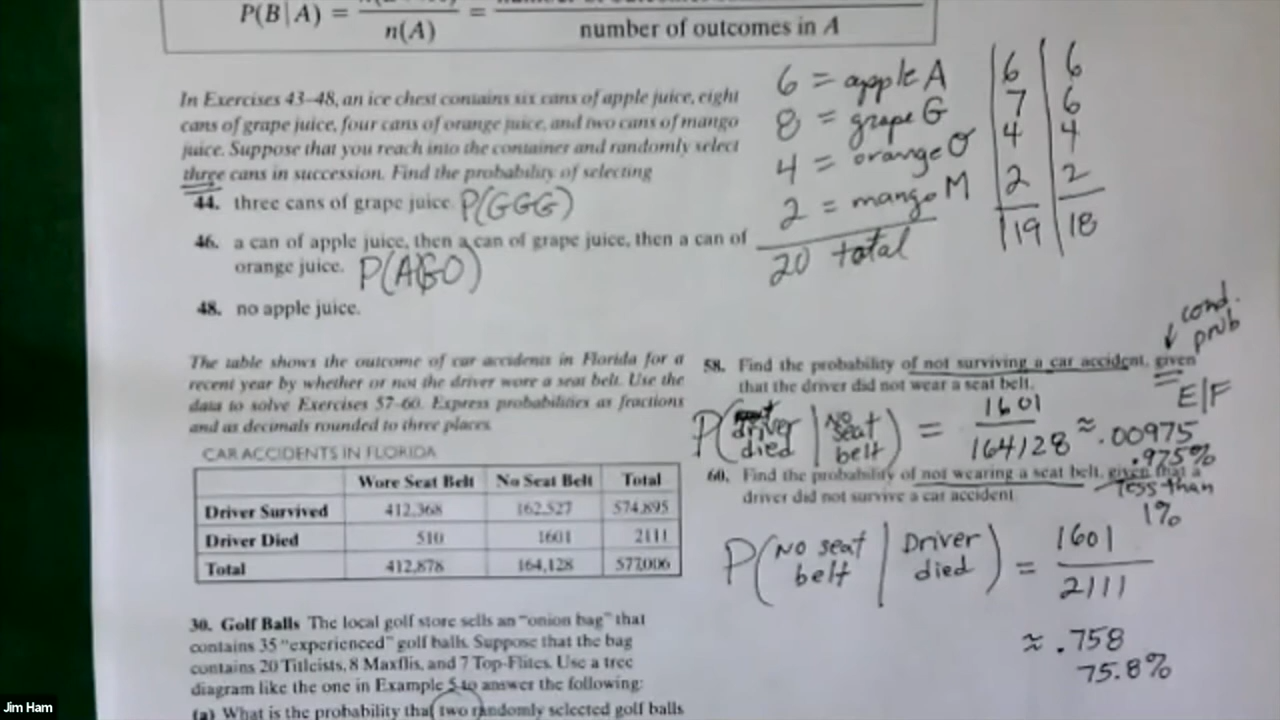 P(B|A) = n(A) = number of outcomes in A
In Exercises 43–48, an ice chest contains six cans of apple juice, eight
cans of grape juice, four cans of orange juice, and two cans of mango
juice. Suppose that you reach into the container and randomly select
three cans in succession. Find the probability of selecting
44. three cans of grape juice. P(GGG)
46. a can of apple juice, then a can of grape juice, then a can of
orange juice. P(AGO)
48. no apple juice.
6 = apple A | 6 | 6
8 = grape G | 7 | 6
4 = orange O | 4 | 4
2 = mango M | 2 | 2
20 total | 19 | 18
The table shows the outcome of car accidents in Florida for a
recent year by whether or not the driver wore a seat belt. Use the
data to solve Exercises 57–60. Express probabilities as fractions
and as decimals rounded to three places.
CAR ACCIDENTS IN FLORIDA
Wore Seat Belt No Seat Belt Total
Driver Survived 412,368 162,527 574,895
Driver Died 510 1601 2111
Total 412,878 164,128 577,006
cond.
prob
58. Find the probability of not surviving a car accident, given
that the driver did not wear a seat belt.
E|F
P(driver died | No seat belt) = 1601/164128 ≈ .00975
.975%
60. Find the probability of not wearing a seat belt, given that a
driver did not survive a car accident.
less than
1%
P(No seat belt | Driver died) = 1601/2111
≈ .758
75.8%
30. Golf Balls The local golf store sells an "onion bag" that
contains 35 "experienced" golf balls. Suppose that the bag
contains 20 Titleists, 8 Maxflis, and 7 Top-Flites. Use a tree
diagram like the one in Example 5 to answer the following:
(a) What is the probability that two randomly selected golf balls
Jim Ham